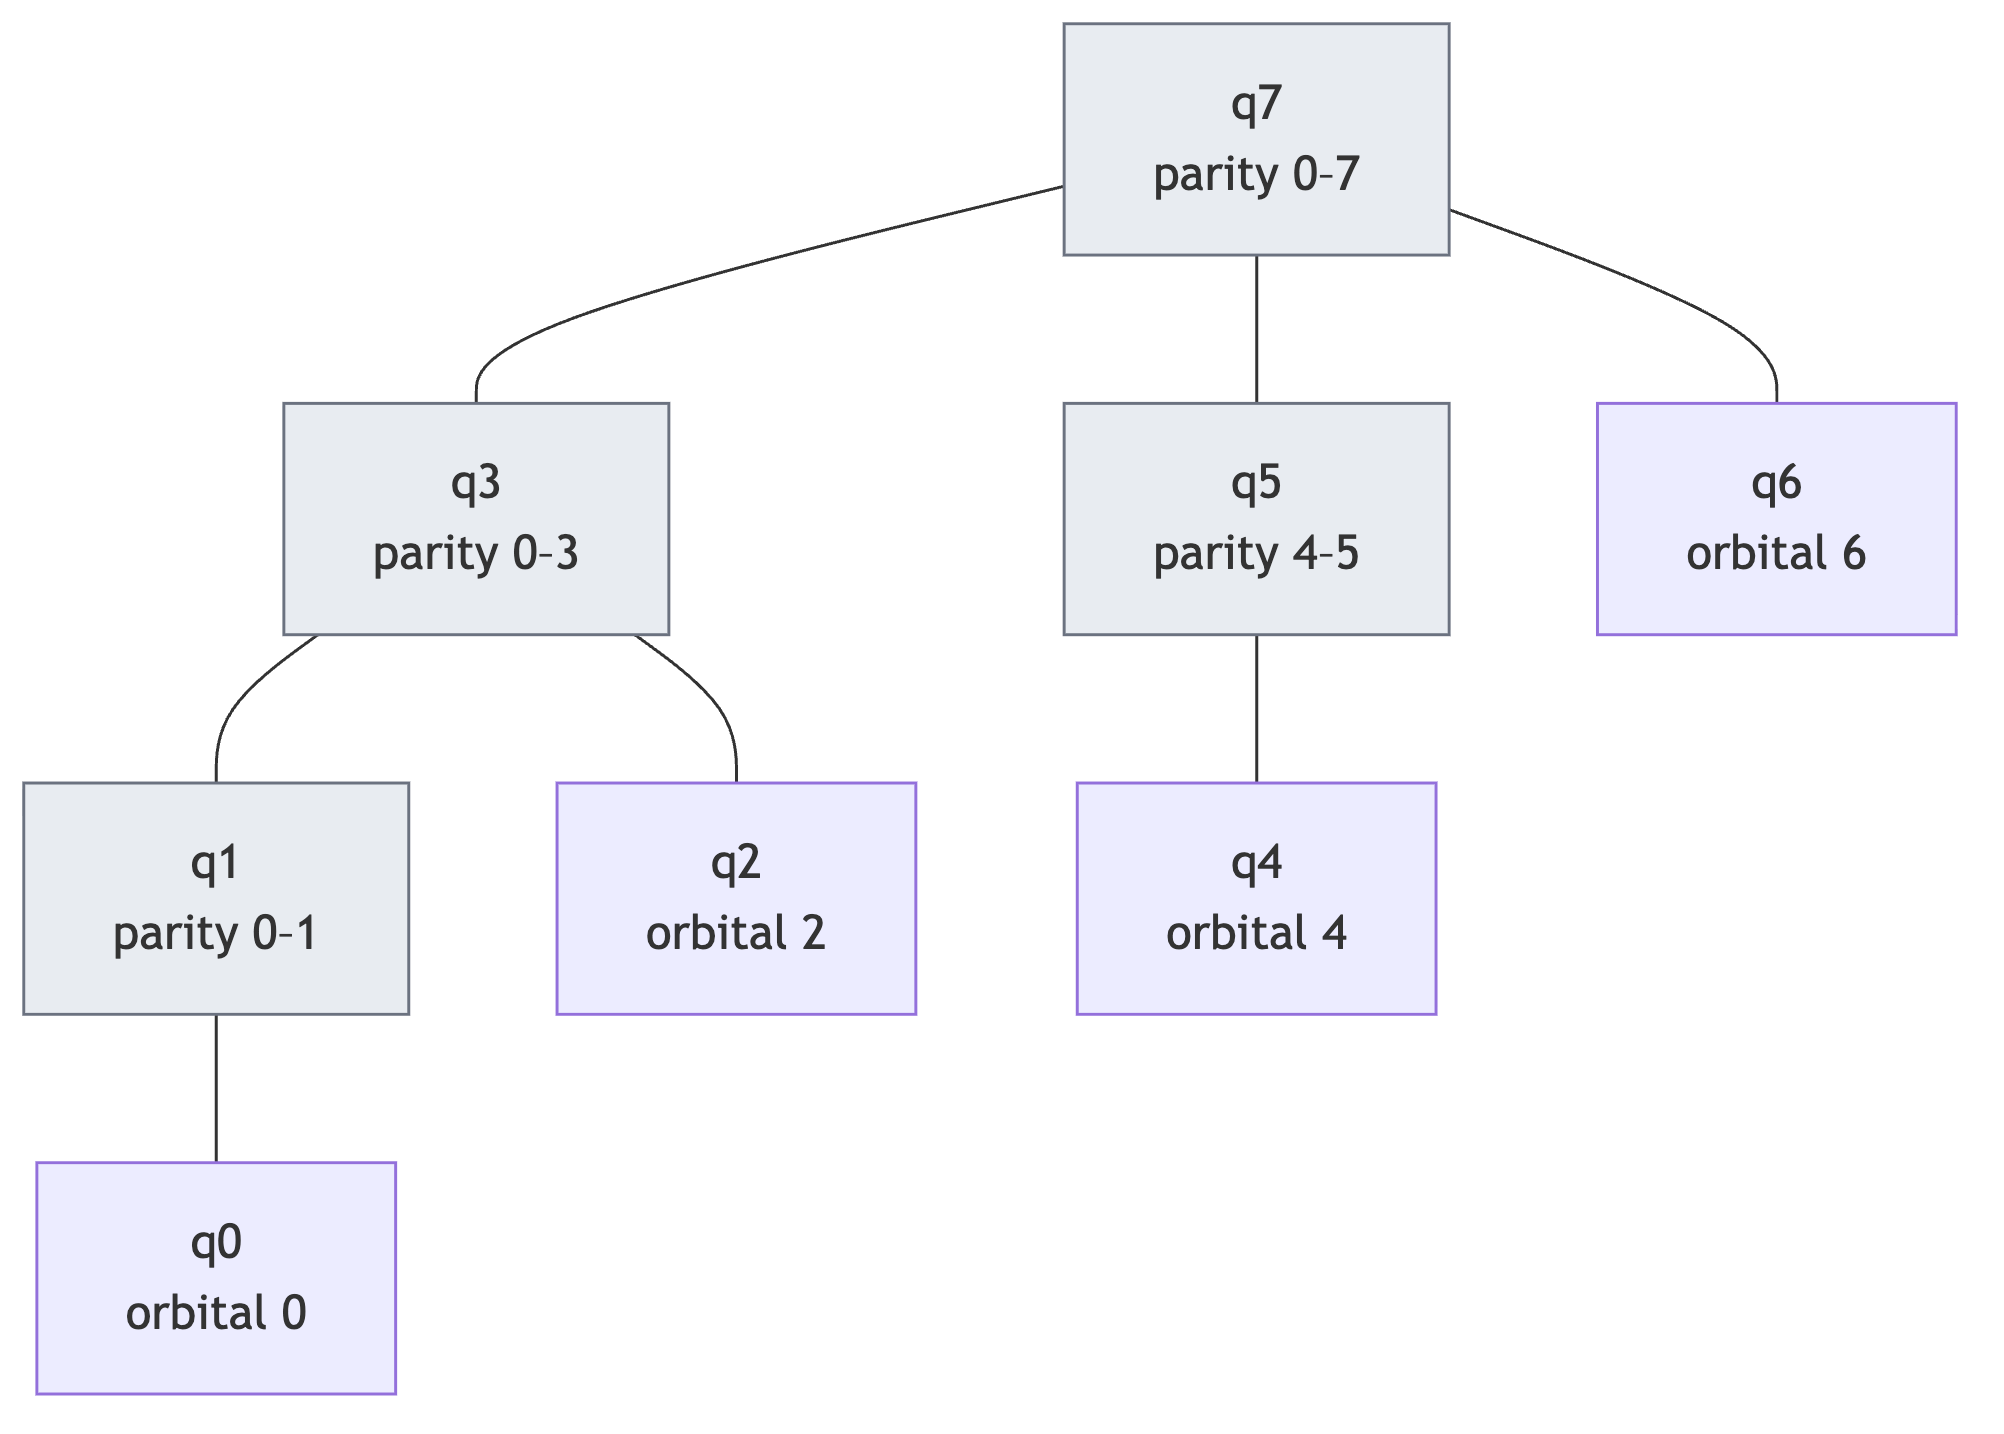 q7
parity 0–7
q3
parity 0–3
q5
parity 4–5
q6
orbital 6
q1
parity 0–1
q2
orbital 2
q4
orbital 4
q0
orbital 0